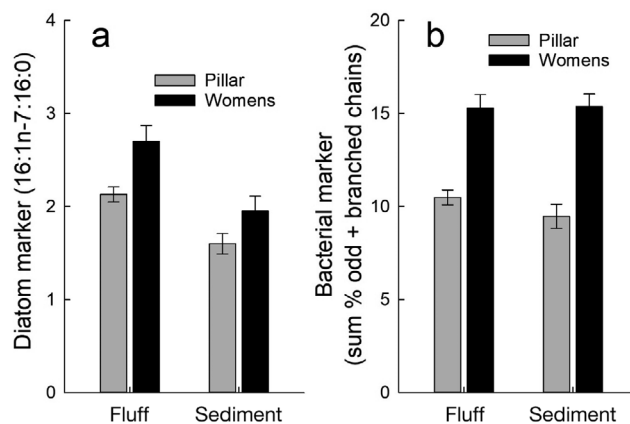 a
Diatom marker (16:1n-7:16:0)
4
3
2
1
0
Pillar
Womens
Fluff
Sediment
b
Bacterial marker
(sum % odd + branched chains)
20
15
10
5
0
Pillar
Womens
Fluff
Sediment